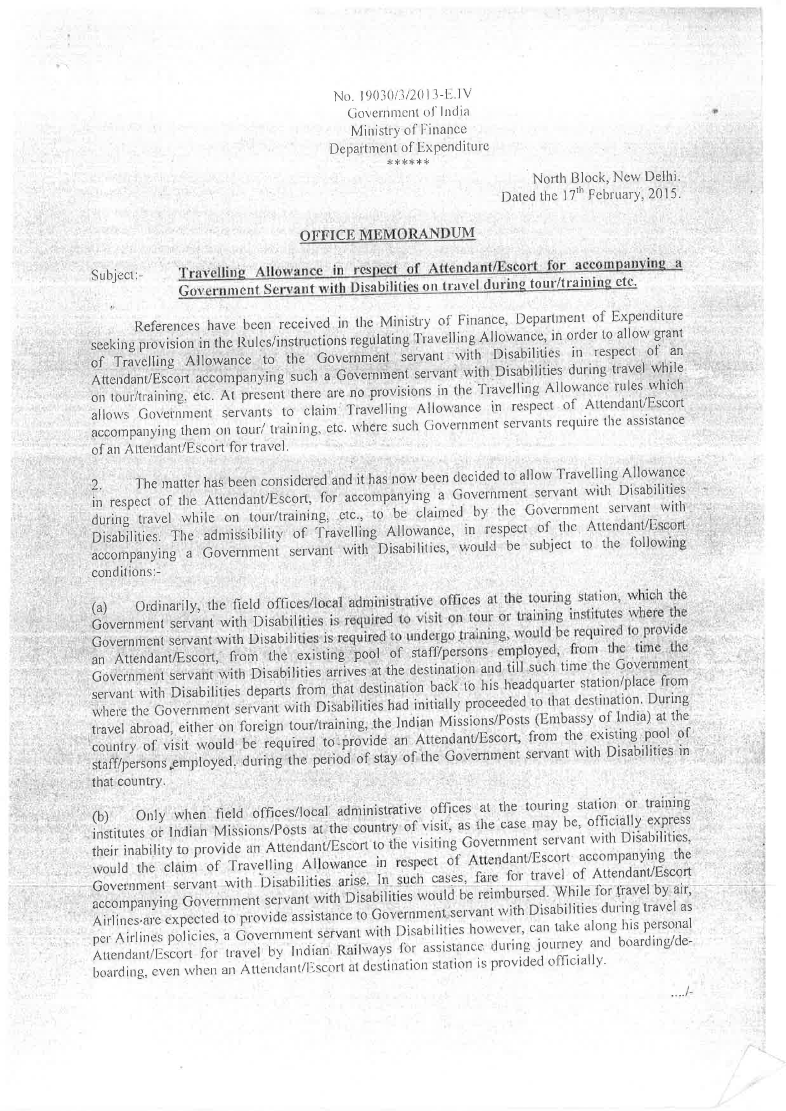 No. 19030/3/2013-E.IV
Government of India
Ministry of Finance
Department of Expenditure
******
North Block, New Delhi.
Dated the 17th February, 2015.
OFFICE MEMORANDUM
Subject:- Travelling Allowance in respect of Attendant/Escort for accompanying a
Government Servant with Disabilities on travel during tour/training etc.
References have been received in the Ministry of Finance, Department of Expenditure
seeking provision in the Rules/instructions regulating Travelling Allowance, in order to allow grant
of Travelling Allowance to the Government servant with Disabilities in respect of an
Attendant/Escort accompanying such a Government servant with Disabilities during travel while
on tour/training, etc. At present there are no provisions in the Travelling Allowance rules which
allows Government servants to claim Travelling Allowance in respect of Attendant/Escort
accompanying them on tour/ training, etc. where such Government servants require the assistance
of an Attendant/Escort for travel.
2. The matter has been considered and it has now been decided to allow Travelling Allowance
in respect of the Attendant/Escort, for accompanying a Government servant with Disabilities
during travel while on tour/training, etc., to be claimed by the Government servant with
Disabilities. The admissibility of Travelling Allowance, in respect of the Attendant/Escort
accompanying a Government servant with Disabilities, would be subject to the following
conditions:-
(a) Ordinarily, the field offices/local administrative offices at the touring station, which the
Government servant with Disabilities is required to visit on tour or training institutes where the
Government servant with Disabilities is required to undergo training, would be required to provide
an Attendant/Escort, from the existing pool of staff/persons employed, from the time the
Government servant with Disabilities arrives at the destination and till such time the Government
servant with Disabilities departs from that destination back to his headquarter station/place from
where the Government servant with Disabilities had initially proceeded to that destination. During
travel abroad, either on foreign tour/training, the Indian Missions/Posts (Embassy of India) at the
country of visit would be required to provide an Attendant/Escort, from the existing pool of
staff/persons employed, during the period of stay of the Government servant with Disabilities in
that country.
(b) Only when field offices/local administrative offices at the touring station or training
institutes or Indian Missions/Posts at the country of visit, as the case may be, officially express
their inability to provide an Attendant/Escort to the visiting Government servant with Disabilities,
would the claim of Travelling Allowance in respect of Attendant/Escort accompanying the
Government servant with Disabilities arise. In such cases, fare for travel of Attendant/Escort
accompanying Government servant with Disabilities would be reimbursed. While for travel by air,
Airlines are expected to provide assistance to Government servant with Disabilities during travel as
per Airlines policies, a Government servant with Disabilities however, can take along his personal
Attendant/Escort for travel by Indian Railways for assistance during journey and boarding/de-
boarding, even when an Attendant/Escort at destination station is provided officially.
..../-